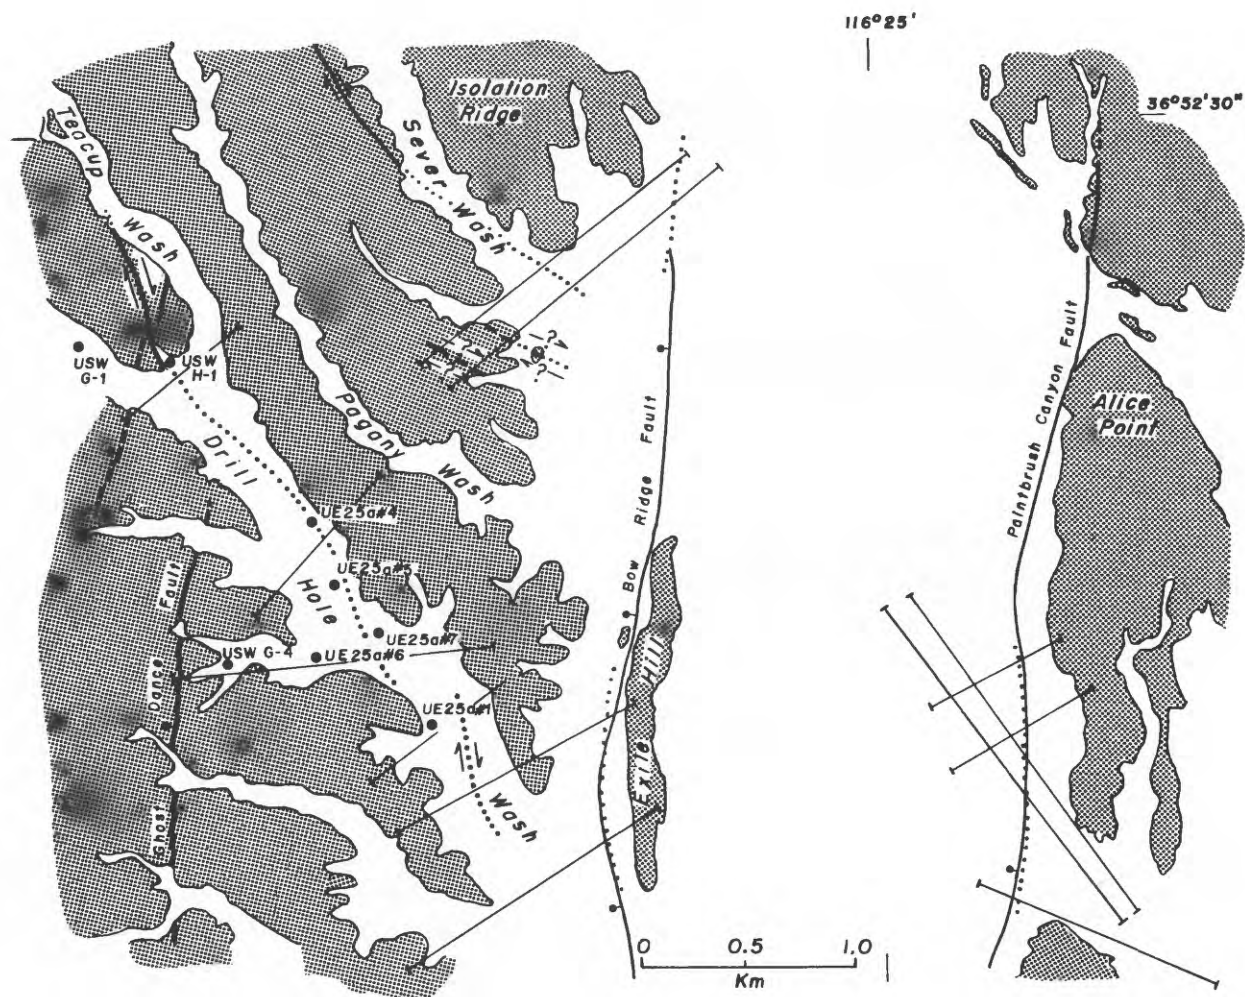 116°25'
36°52'30"
Isolation
Ridge
Teacup
Wash
Sever
Wash
USW
G-1
USW
H-1
Pagany
Wash
Drill
Hole
Wash
UE25a#4
UE25a#5
UE25a#7
UE25a#6
USW G-4
UE25a#1
Ghost
Dance
Fault
Bow
Ridge
Fault
Exile Hill
Paintbrush Canyon Fault
Alice
Point
?
?
?
?
0
0.5
1.0
Km